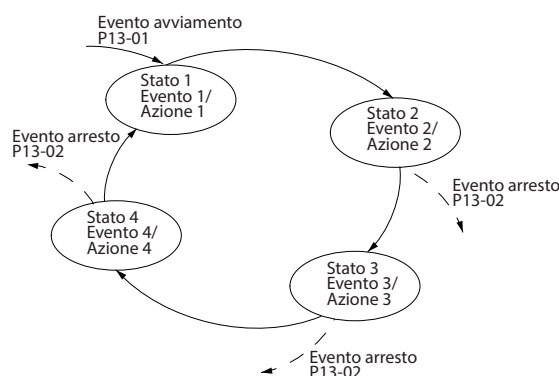 Evento avviamento
P13-01
Stato 1
Evento 1/
Azione 1
Stato 2
Evento 2/
Azione 2
Evento arresto
P13-02
Evento arresto
P13-02
Stato 4
Evento 4/
Azione 4
Stato 3
Evento 3/
Azione 3
Evento arresto
P13-02